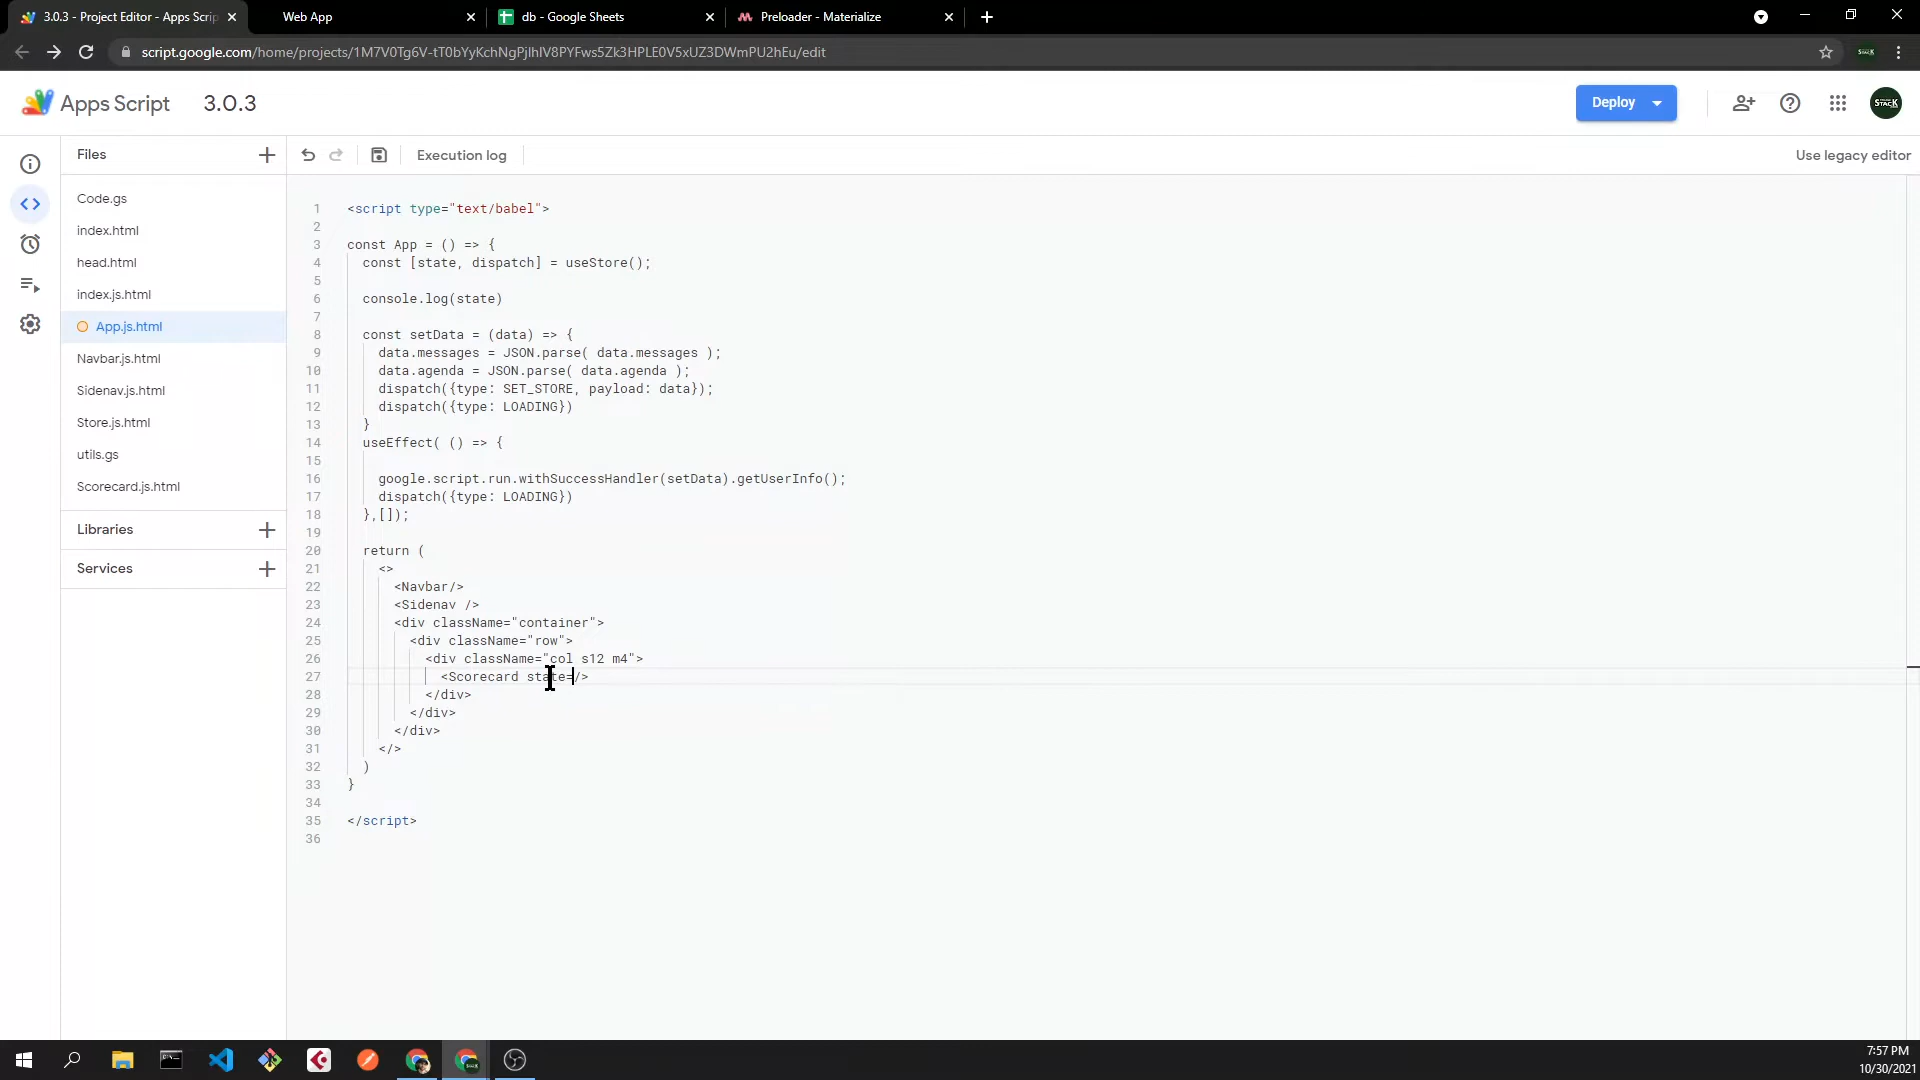 3.0.3 - Project Editor - Apps Scrip
Web App
db - Google Sheets
Preloader - Materialize
script.google.com/home/projects/1M7V0Tg6V-tT0bYyKchNgPjlhIV8PYFws5Zk3HPLE0V5xUZ3DWmPU2hEu/edit
Apps Script
3.0.3
Deploy
STACK
Files
Execution log
Use legacy editor
Code.gs
index.html
head.html
index.js.html
App.js.html
Navbar.js.html
Sidenav.js.html
Store.js.html
utils.gs
Scorecard.js.html
Libraries
Services
1 <script type="text/babel">
2
3 const App = () => {
4 const [state, dispatch] = useStore();
5
6 console.log(state)
7
8 const setData = (data) => {
9 data.messages = JSON.parse( data.messages );
10 data.agenda = JSON.parse( data.agenda );
11 dispatch({type: SET_STORE, payload: data});
12 dispatch({type: LOADING})
13 }
14 useEffect( () => {
15
16 google.script.run.withSuccessHandler(setData).getUserInfo();
17 dispatch({type: LOADING})
18 },[]);
19
20 return (
21 <>
22 <Navbar/>
23 <Sidenav />
24 <div className="container">
25 <div className="row">
26 <div className="col s12 m4">
27 <Scorecard state=/>
28 </div>
29 </div>
30 </div>
31 </>
32 )
33 }
34
35 </script>
36
7:57 PM
10/30/2021